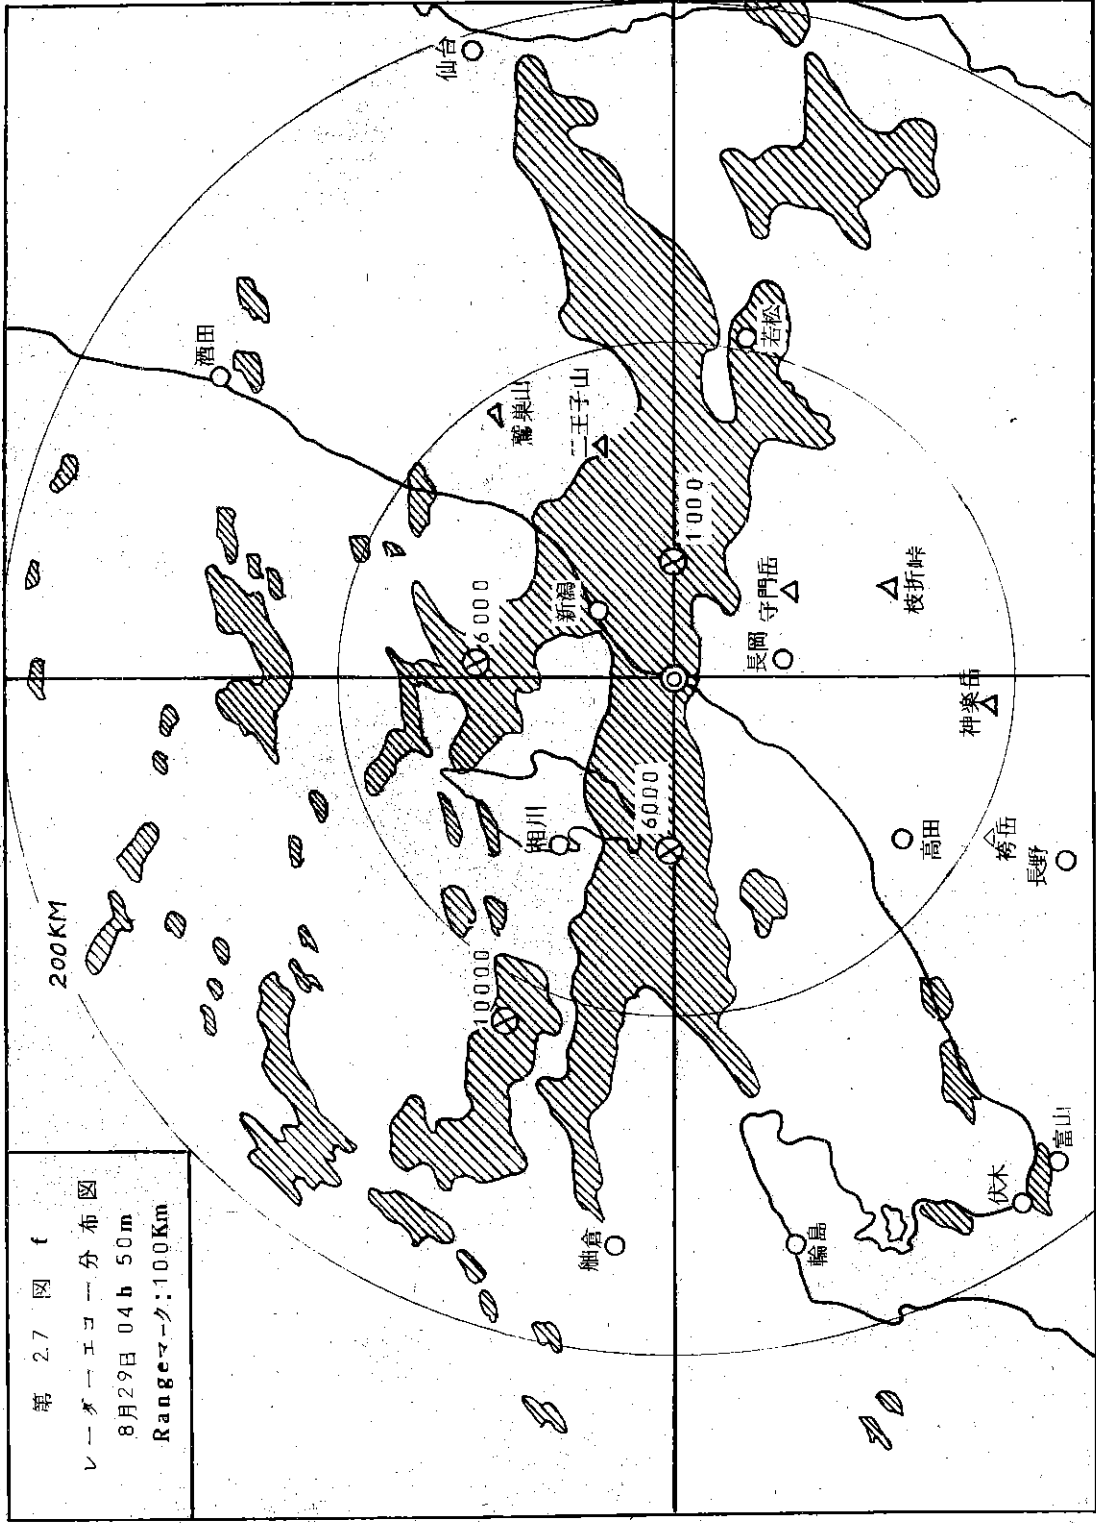 第 2.7 図 f
レーダーエコー分布図
8月29日 04h 50m
Rangeマーク:100Km
200KM
仙台
酒田
鷲巣山
二王子山
若松
1000
6000
新潟
守門岳
枝折峠
長岡
神楽岳
相川
6000
高田
袴岳
長野
10000
舳倉
輪島
伏木
富山